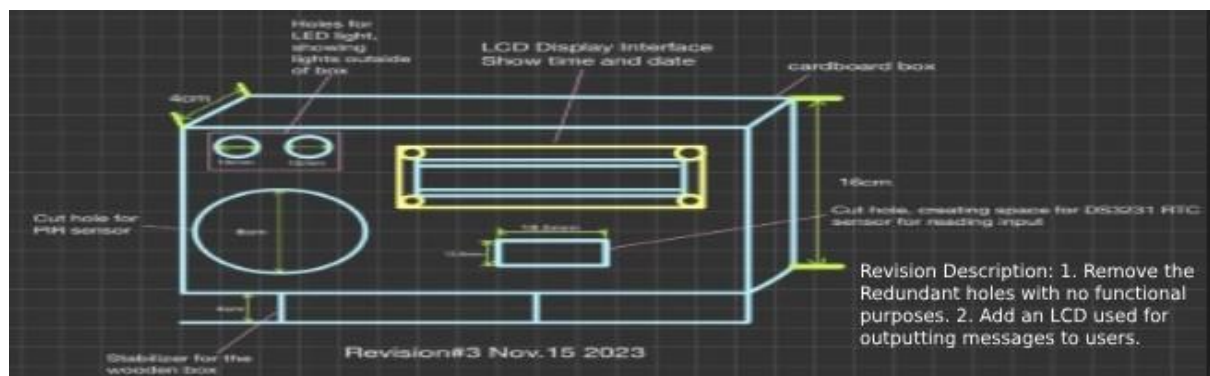 Holes for
LED light,
showing
lights outside
of box
LCD Display Interface
Show time and date
cardboard box
4cm
16cm
Cut hole for
PIR sensor
Cut hole, creating space for DS3231 RTC
sensor for reading input
Revision Description: 1. Remove the
Redundant holes with no functional
purposes. 2. Add an LCD used for
outputting messages to users.
Stabilizer for the
wooden box
Revision#3 Nov.15 2023